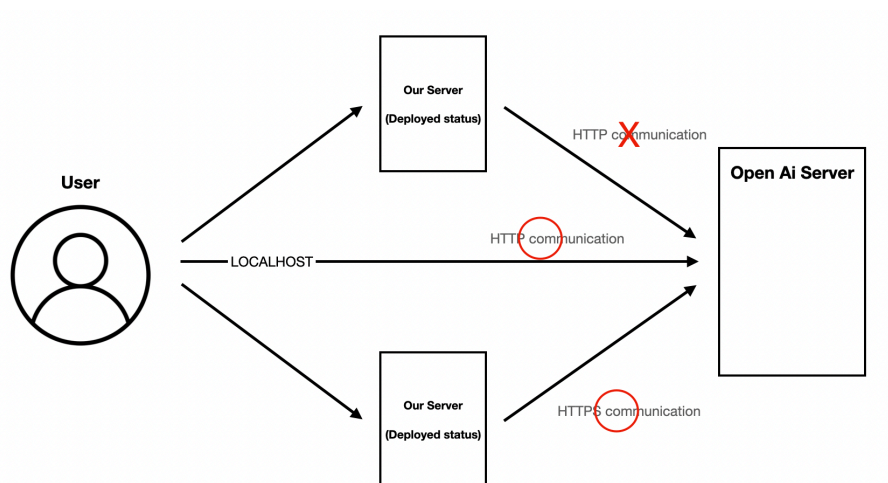 Our Server
(Deployed status)
HTTP communication
X
Open Ai Server
User
HTTP communication
LOCALHOST
Our Server
(Deployed status)
HTTPS communication